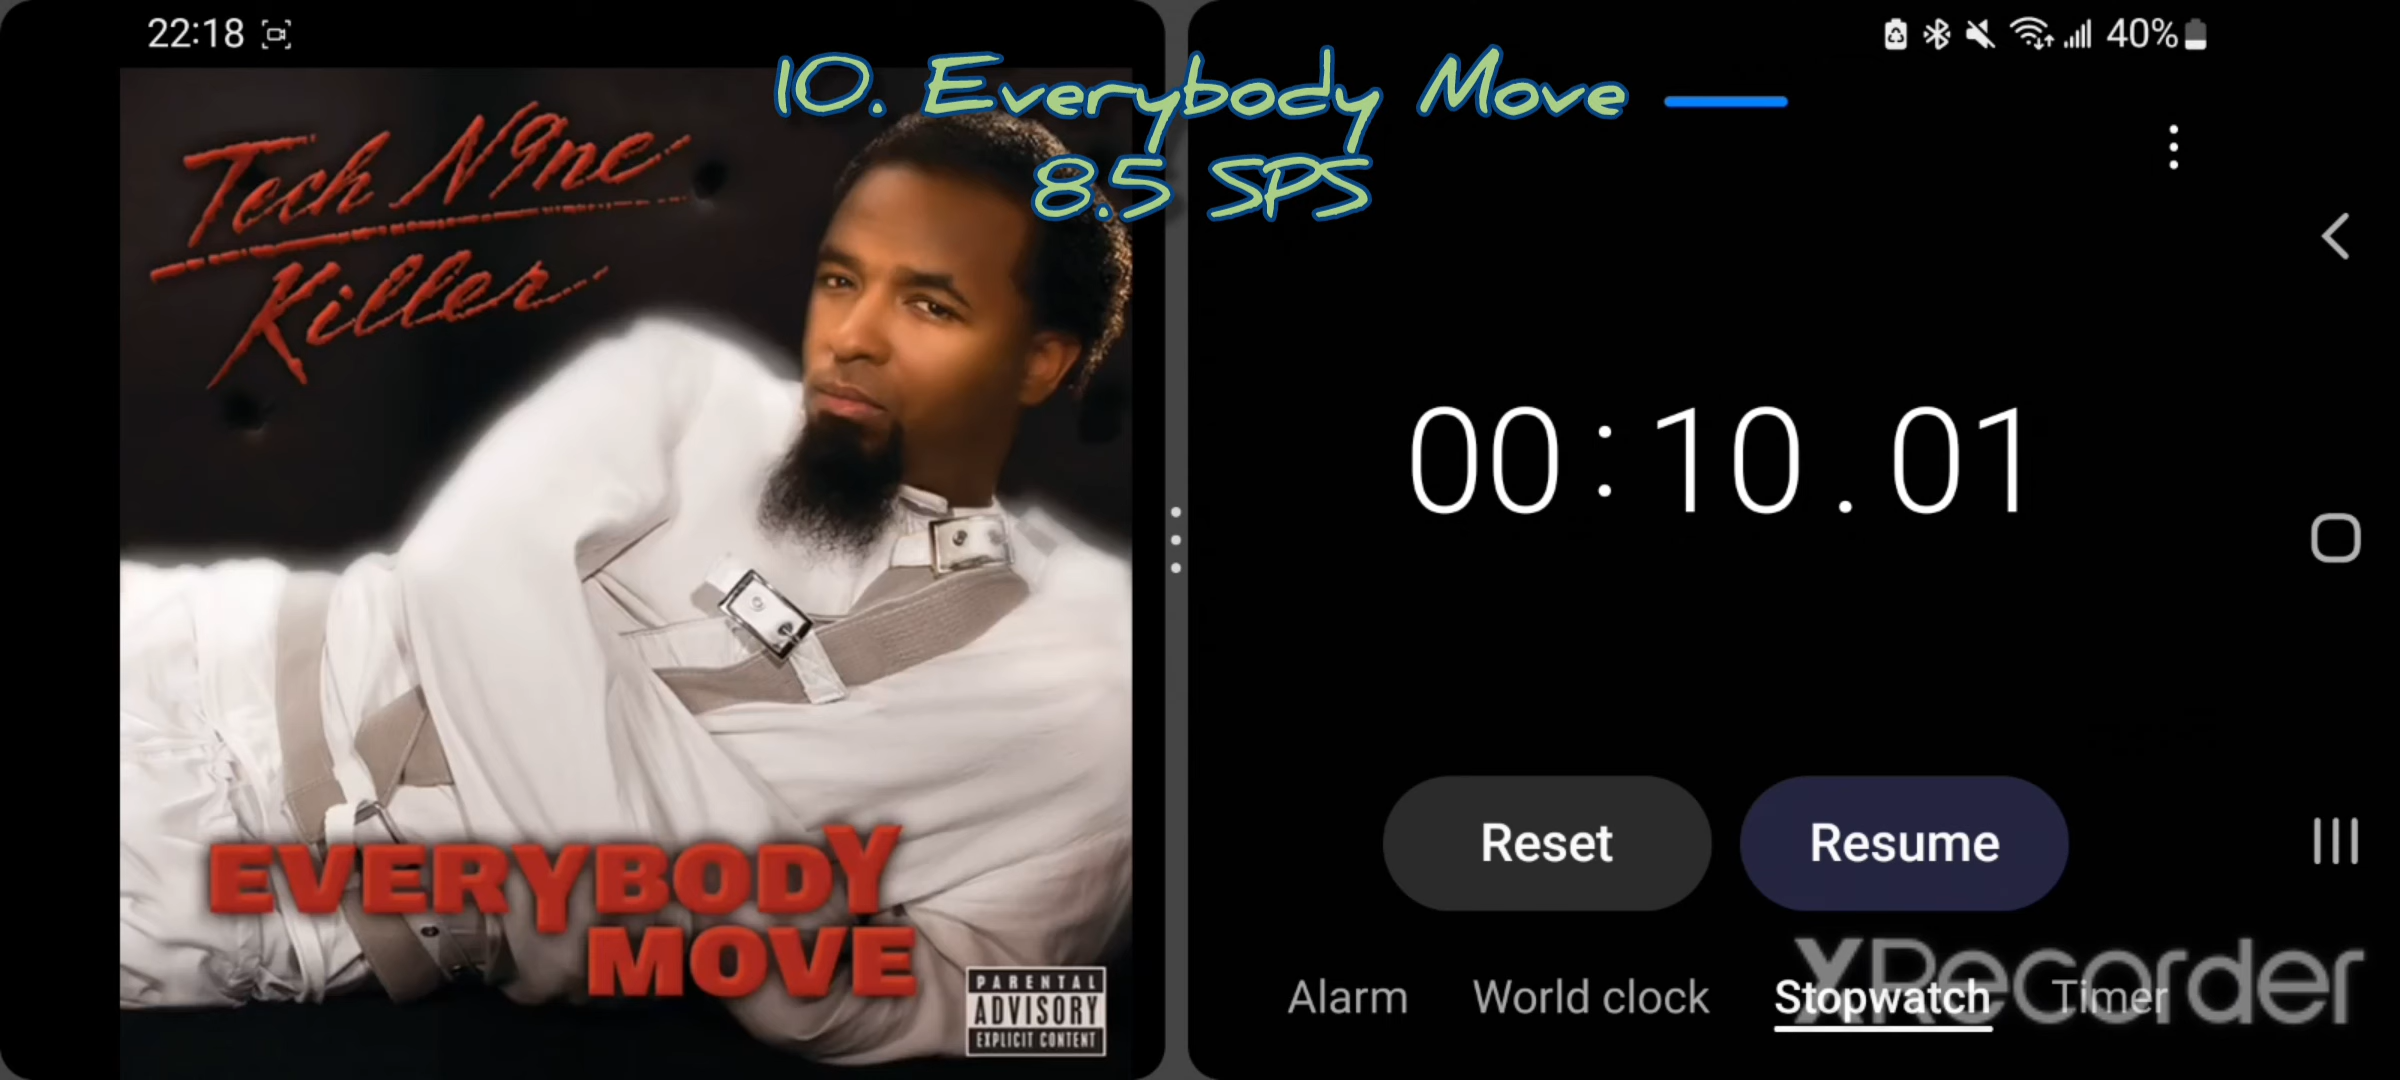 22:18
40%
10. Everybody Move
8.5 SPS
Tech N9ne
Killer
EVERYBODY
MOVE
PARENTAL
ADVISORY
EXPLICIT CONTENT
00:10.01
Reset
Resume
Alarm
World clock
Stopwatch
Timer
XRecorder